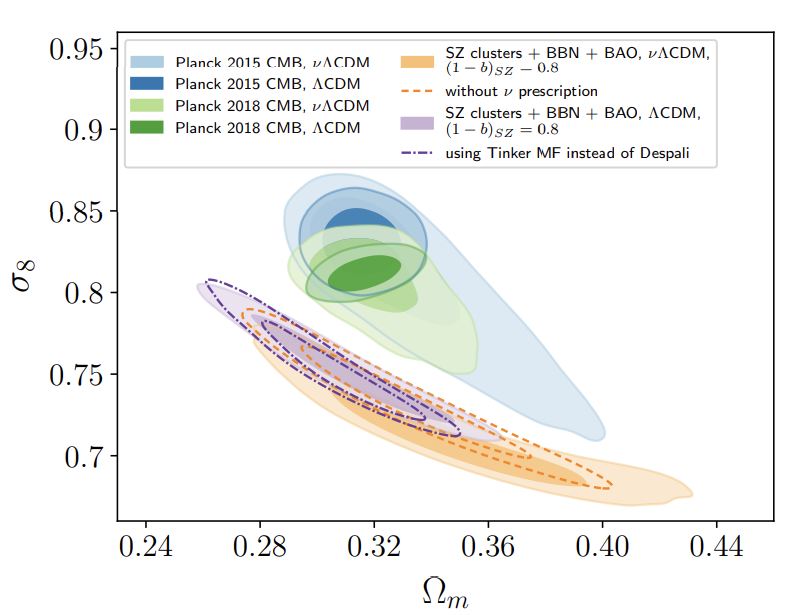 0.95
0.9
0.85
0.8
0.75
0.7
σ8
Planck 2015 CMB, νΛCDM
Planck 2015 CMB, ΛCDM
Planck 2018 CMB, νΛCDM
Planck 2018 CMB, ΛCDM
SZ clusters + BBN + BAO, νΛCDM,
(1 − b)SZ − 0.8
without ν prescription
SZ clusters + BBN + BAO, ΛCDM,
(1 − b)SZ = 0.8
using Tinker MF instead of Despali
0.24 0.28 0.32 0.36 0.40 0.44
Ωm